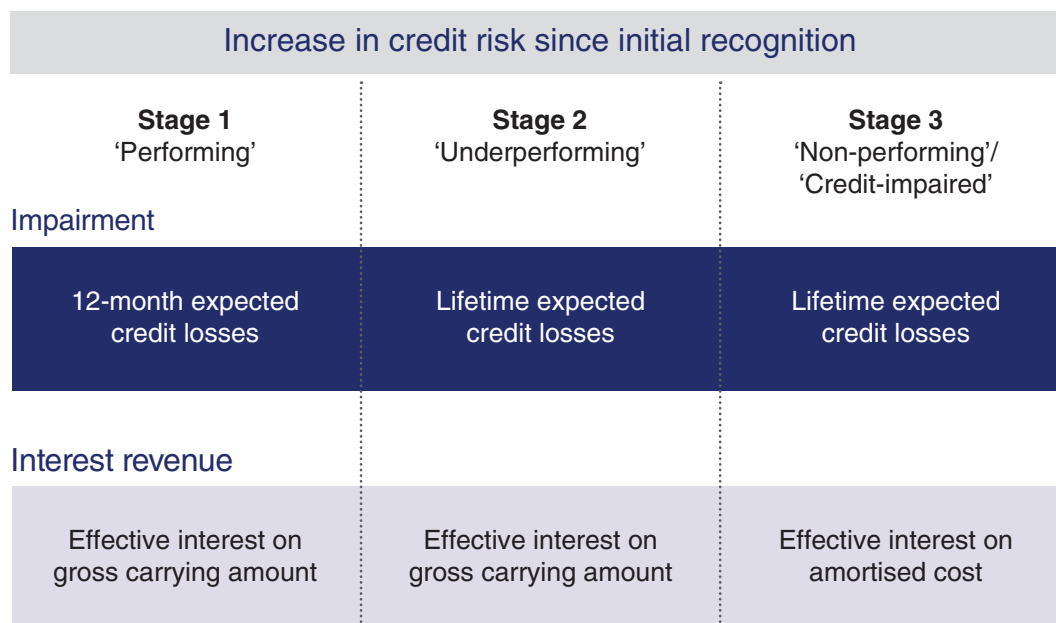 Increase in credit risk since initial recognition
Stage 1
‘Performing’
Stage 2
‘Underperforming’
Stage 3
‘Non-performing’/
‘Credit-impaired’
Impairment
12-month expected
credit losses
Lifetime expected
credit losses
Lifetime expected
credit losses
Interest revenue
Effective interest on
gross carrying amount
Effective interest on
gross carrying amount
Effective interest on
amortised cost